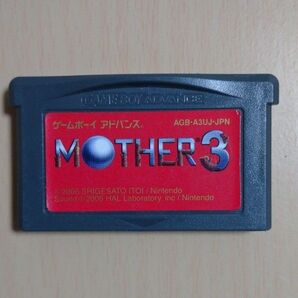 GAME BOY ADVANCE
ゲームボーイ アドバンス® AGB-A3UJ-JPN
MOTHER3
© 2006 SHIGESATO ITOI / Nintendo
Sound © 2006 HAL Laboratory, Inc / Nintendo